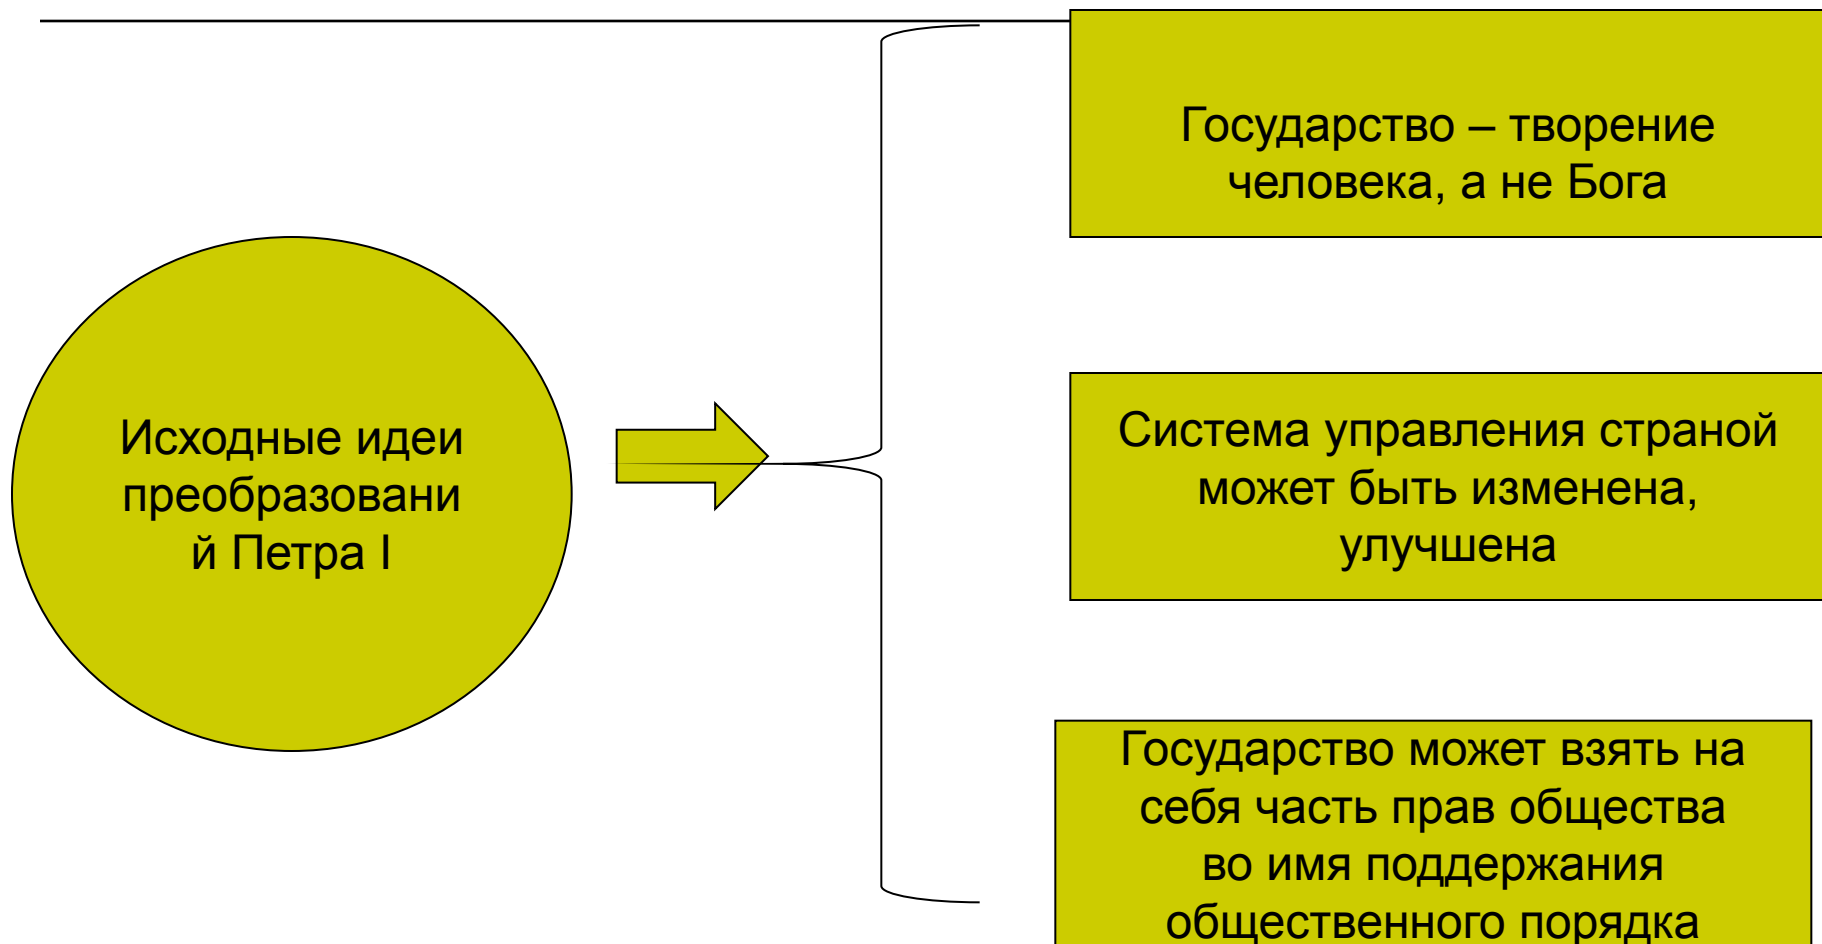 Исходные идеи
преобразовани
й Петра I
Государство – творение
человека, а не Бога
Система управления страной
может быть изменена,
улучшена
Государство может взять на
себя часть прав общества
во имя поддержания
общественного порядка